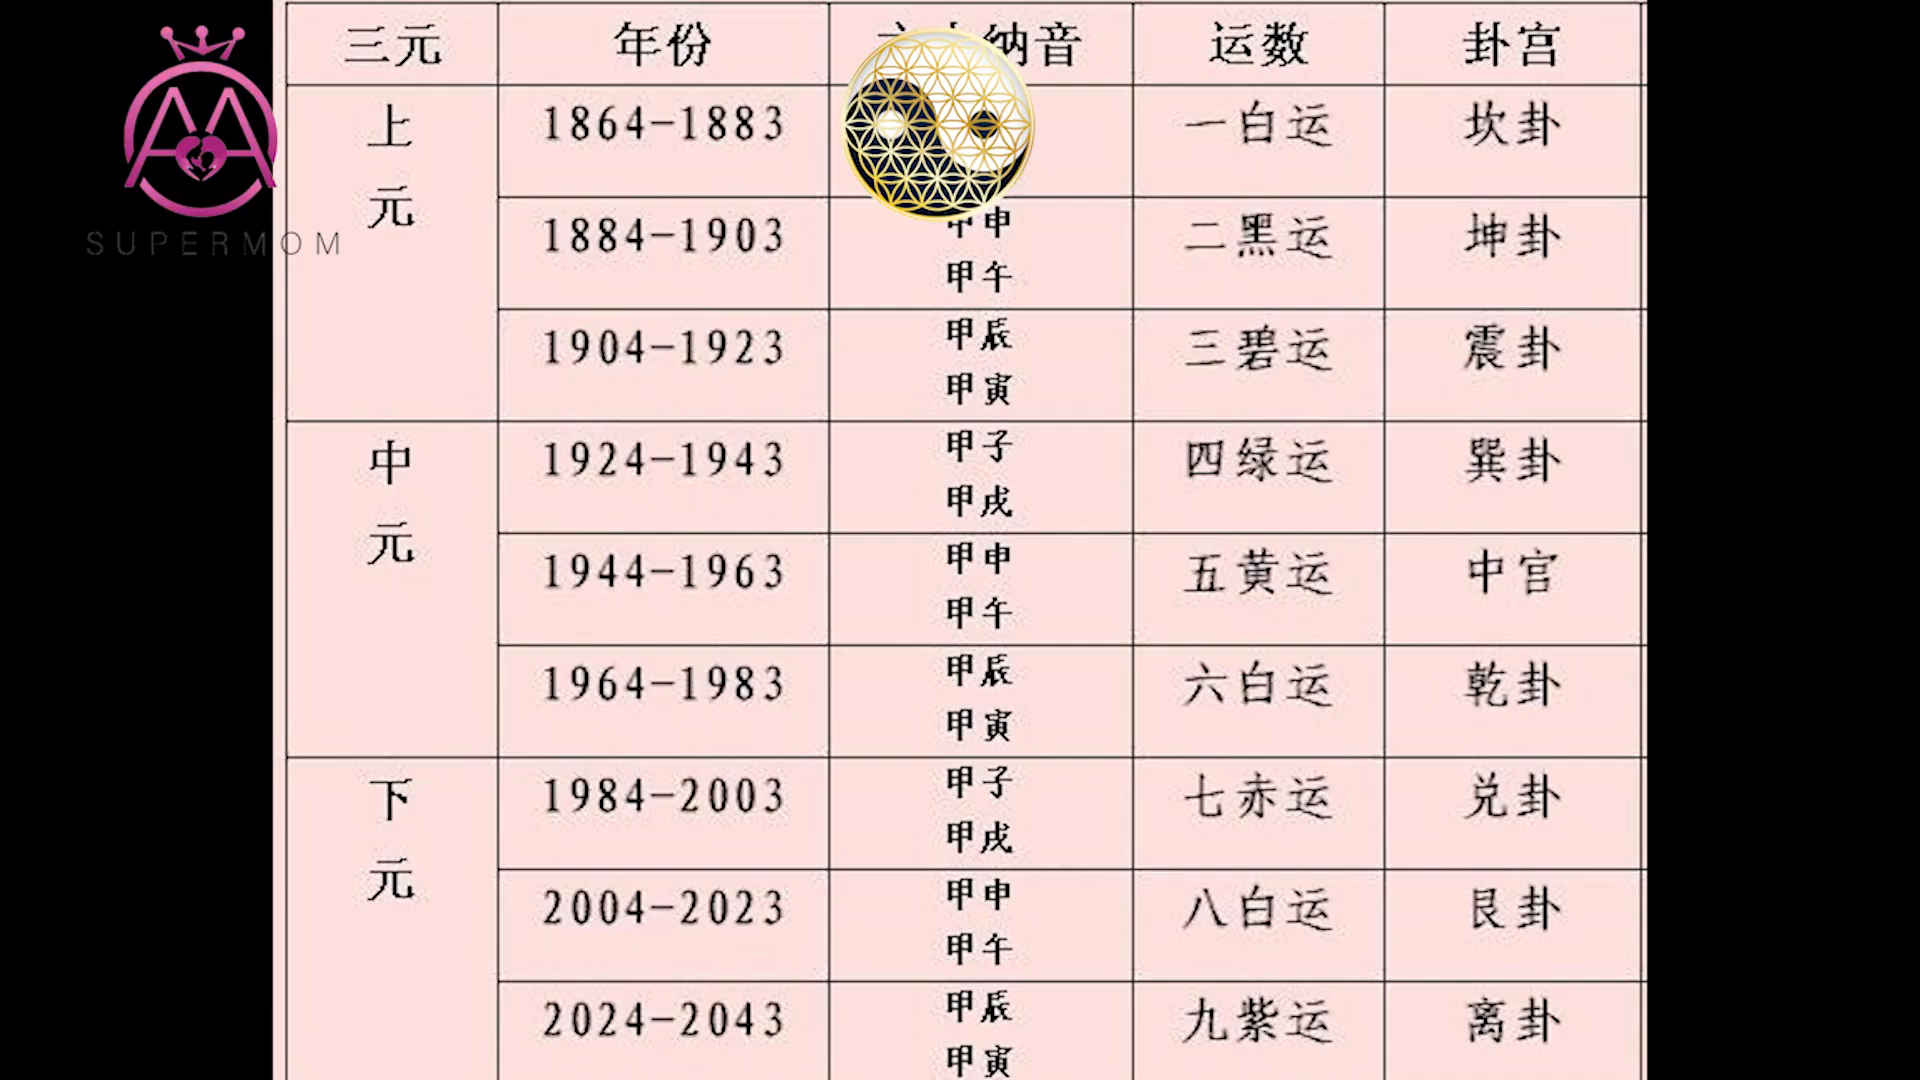 三元 年份 纳音 运数 卦宫
SUPERMOM
上元
1864-1883 一白运 坎卦
1884-1903 甲申 甲午 二黑运 坤卦
1904-1923 甲辰 甲寅 三碧运 震卦
中元
1924-1943 甲子 甲戌 四绿运 巽卦
1944-1963 甲申 甲午 五黄运 中宫
1964-1983 甲辰 甲寅 六白运 乾卦
下元
1984-2003 甲子 甲戌 七赤运 兑卦
2004-2023 甲申 甲午 八白运 艮卦
2024-2043 甲辰 甲寅 九紫运 离卦